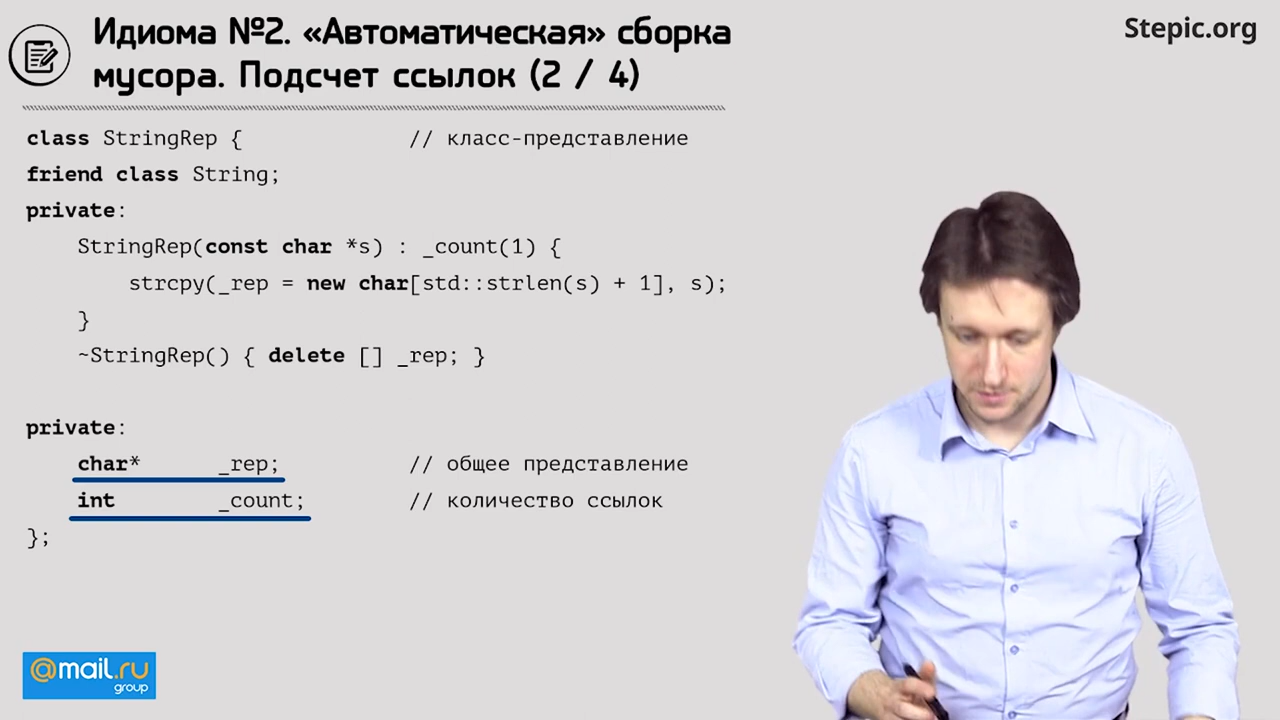 Идиома №2. «Автоматическая» сборка
мусора. Подсчет ссылок (2 / 4)
Stepic.org
class StringRep { // класс-представление
friend class String;
private:
StringRep(const char *s) : _count(1) {
strcpy(_rep = new char[std::strlen(s) + 1], s);
}
~StringRep() { delete [] _rep; }
private:
char* _rep; // общее представление
int _count; // количество ссылок
};
@mail.ru
group